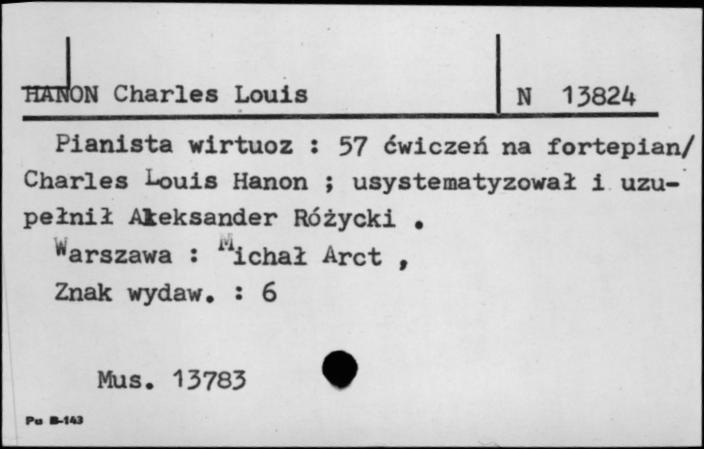 HANON Charles Louis
N 13824
Pianista wirtuoz : 57 ćwiczeń na fortepian/
Charles Louis Hanon ; usystematyzował i uzu-
pełnił Aleksander Różycki .
Warszawa : Michał Arct ,
Znak wydaw. : 6
Mus. 13783
Pu B-143